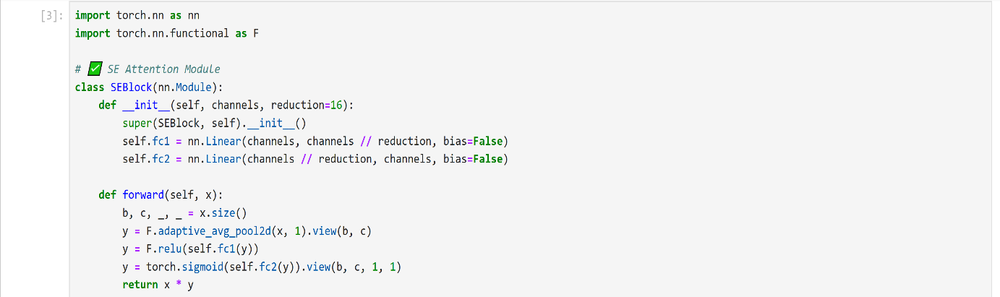 [3]: import torch.nn as nn
import torch.nn.functional as F

# ✅ SE Attention Module
class SEBlock(nn.Module):
    def __init__(self, channels, reduction=16):
        super(SEBlock, self).__init__()
        self.fc1 = nn.Linear(channels, channels // reduction, bias=False)
        self.fc2 = nn.Linear(channels // reduction, channels, bias=False)

    def forward(self, x):
        b, c, _, _ = x.size()
        y = F.adaptive_avg_pool2d(x, 1).view(b, c)
        y = F.relu(self.fc1(y))
        y = torch.sigmoid(self.fc2(y)).view(b, c, 1, 1)
        return x * y